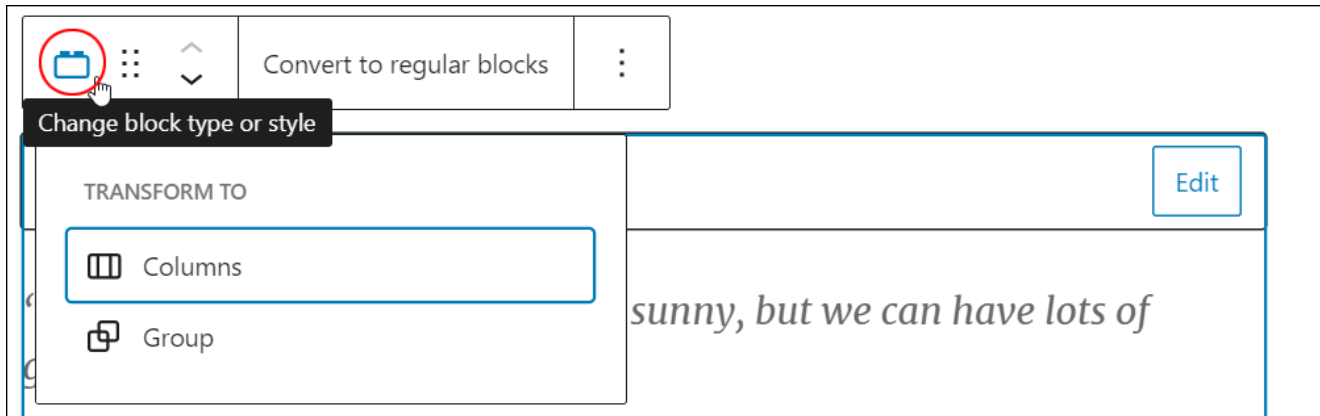 Convert to regular blocks
Change block type or style
TRANSFORM TO
Edit
Columns
sunny, but we can have lots of
Group